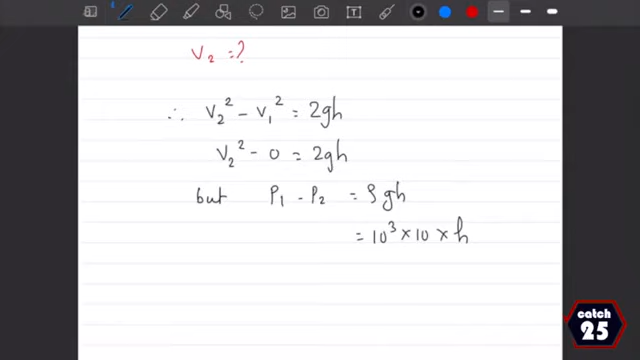 V₂ = ?
∴ V₂² - V₁² = 2gh
V₂² - 0 = 2gh
but P₁ - P₂ = ρgh
= 10³ × 10 × h
catch
25